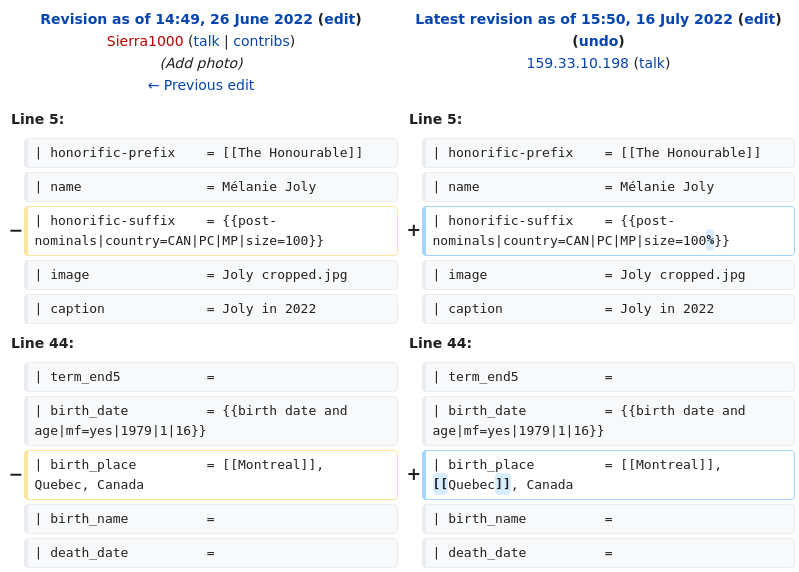 Revision as of 14:49, 26 June 2022 (edit)
Sierra1000 (talk | contribs)
(Add photo)
← Previous edit
Latest revision as of 15:50, 16 July 2022 (edit)
(undo)
159.33.10.198 (talk)
Line 5:
Line 5:
| honorific-prefix    = [[The Honourable]]
| honorific-prefix    = [[The Honourable]]
| name                = Mélanie Joly
| name                = Mélanie Joly
− | honorific-suffix    = {{post-
nominals|country=CAN|PC|MP|size=100}}
+ | honorific-suffix    = {{post-
nominals|country=CAN|PC|MP|size=100%}}
| image               = Joly cropped.jpg
| image               = Joly cropped.jpg
| caption             = Joly in 2022
| caption             = Joly in 2022
Line 44:
Line 44:
| term_end5           =
| term_end5           =
| birth_date          = {{birth date and
age|mf=yes|1979|1|16}}
| birth_date          = {{birth date and
age|mf=yes|1979|1|16}}
− | birth_place         = [[Montreal]],
Quebec, Canada
+ | birth_place         = [[Montreal]],
[[Quebec]], Canada
| birth_name          =
| birth_name          =
| death_date          =
| death_date          =